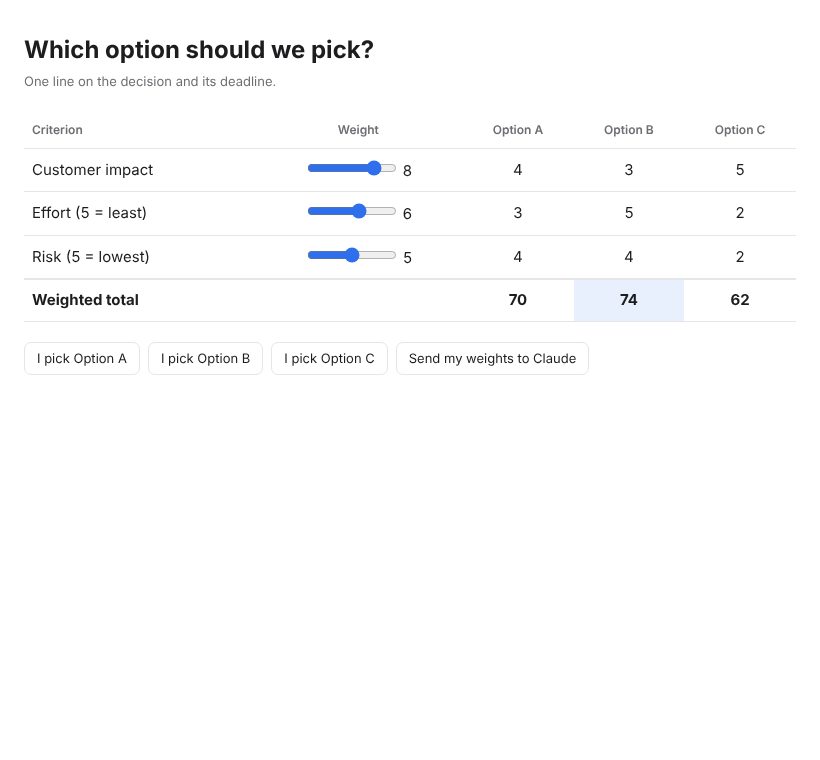 Which option should we pick?
One line on the decision and its deadline.
Criterion Weight Option A Option B Option C
Customer impact 8 4 3 5
Effort (5 = least) 6 3 5 2
Risk (5 = lowest) 5 4 4 2
Weighted total 70 74 62
I pick Option A I pick Option B I pick Option C Send my weights to Claude